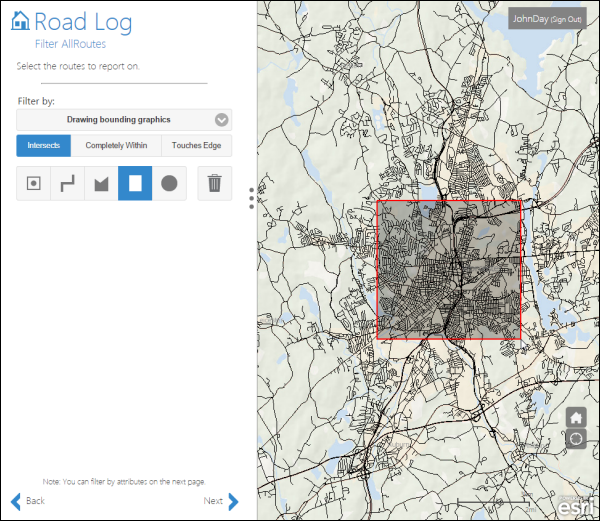 Road Log
Filter AllRoutes
Select the routes to report on.
Filter by:
Drawing bounding graphics
Intersects
Completely Within
Touches Edge
Note: You can filter by attributes on the next page.
Back
Next
JohnDay (Sign Out)
esri